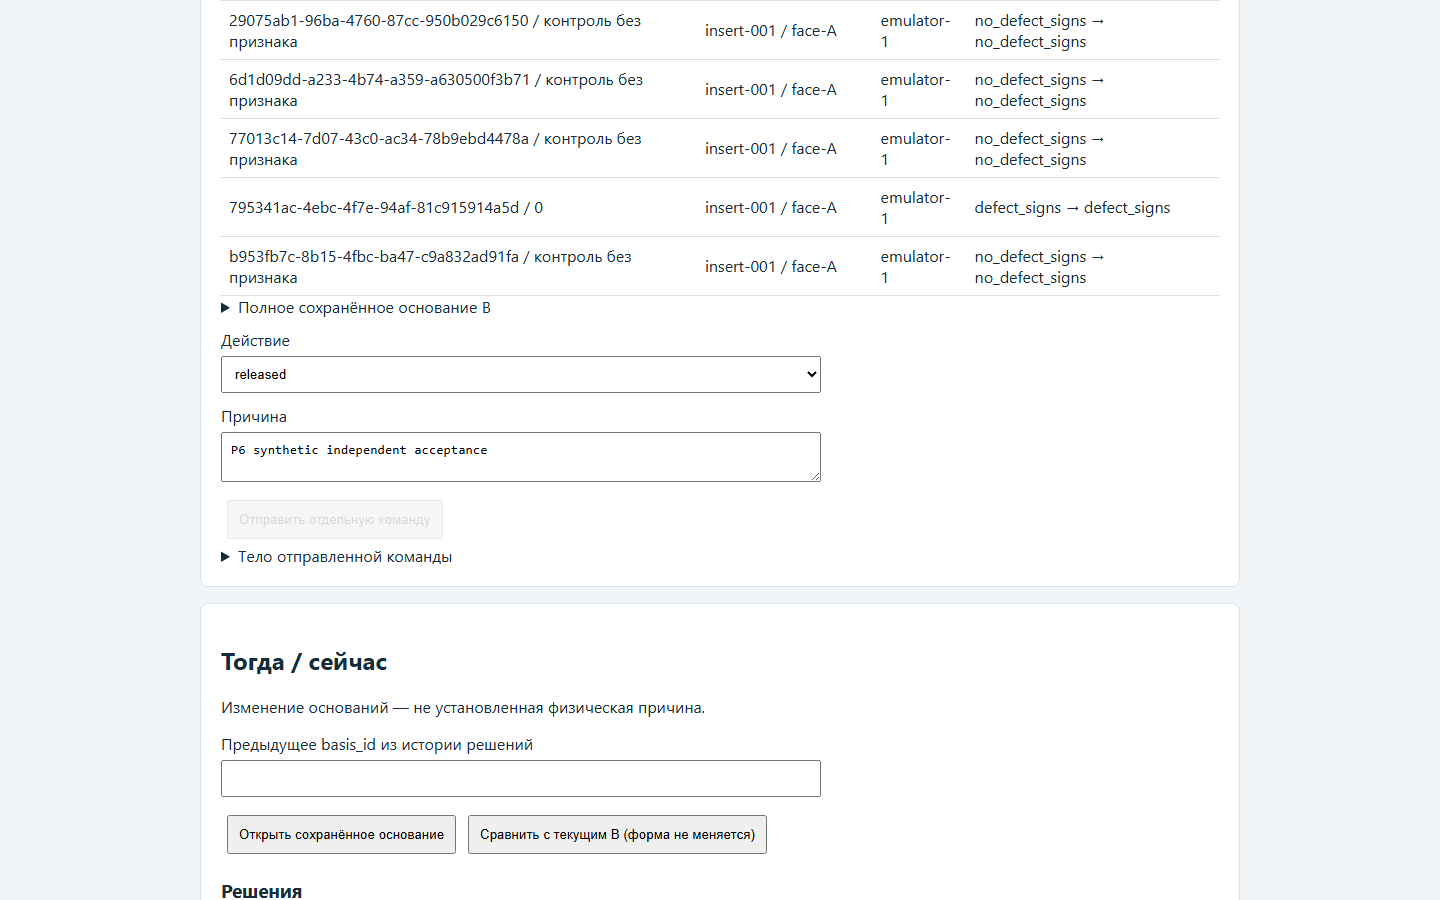 29075ab1-96ba-4760-87cc-950b029c6150 / контроль без
признака
insert-001 / face-A
emulator-
1
no_defect_signs →
no_defect_signs
6d1d09dd-a233-4b74-a359-a630500f3b71 / контроль без
признака
insert-001 / face-A
emulator-
1
no_defect_signs →
no_defect_signs
77013c14-7d07-43c0-ac34-78b9ebd4478a / контроль без
признака
insert-001 / face-A
emulator-
1
no_defect_signs →
no_defect_signs
795341ac-4ebc-4f7e-94af-81c915914a5d / 0
insert-001 / face-A
emulator-
1
defect_signs → defect_signs
b953fb7c-8b15-4fbc-ba47-c9a832ad91fa / контроль без
признака
insert-001 / face-A
emulator-
1
no_defect_signs →
no_defect_signs
Полное сохранённое основание B
Действие
released
Причина
P6 synthetic independent acceptance
Отправить отдельную команду
Тело отправленной команды
Тогда / сейчас
Изменение оснований — не установленная физическая причина.
Предыдущее basis_id из истории решений
Открыть сохранённое основание
Сравнить с текущим B (форма не меняется)
Решения